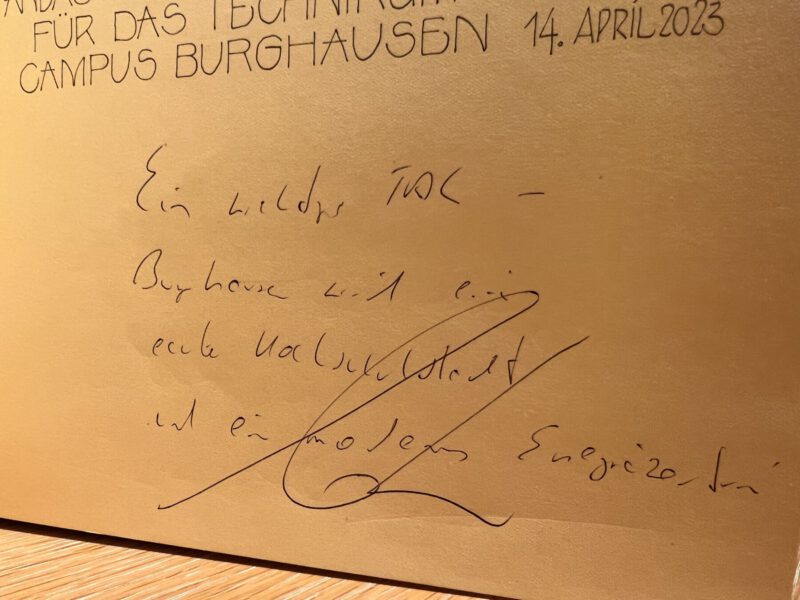 FÜR DAS TECHNIKUM
CAMPUS BURGHAUSEN 14. APRIL 2023
Ein wichtiger TAG –
Burghausen wird eine
echte Hochschulstadt
und ein modernes Energiezentrum